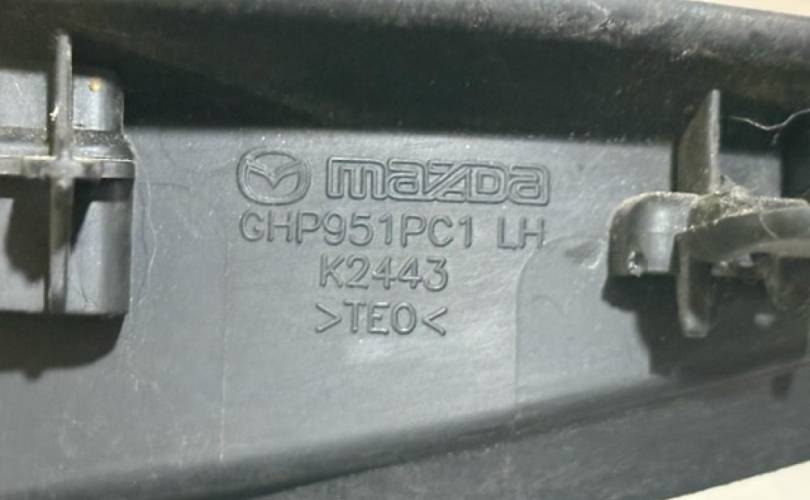 mazda
GHP951PC1 LH
K2443
>TEO<